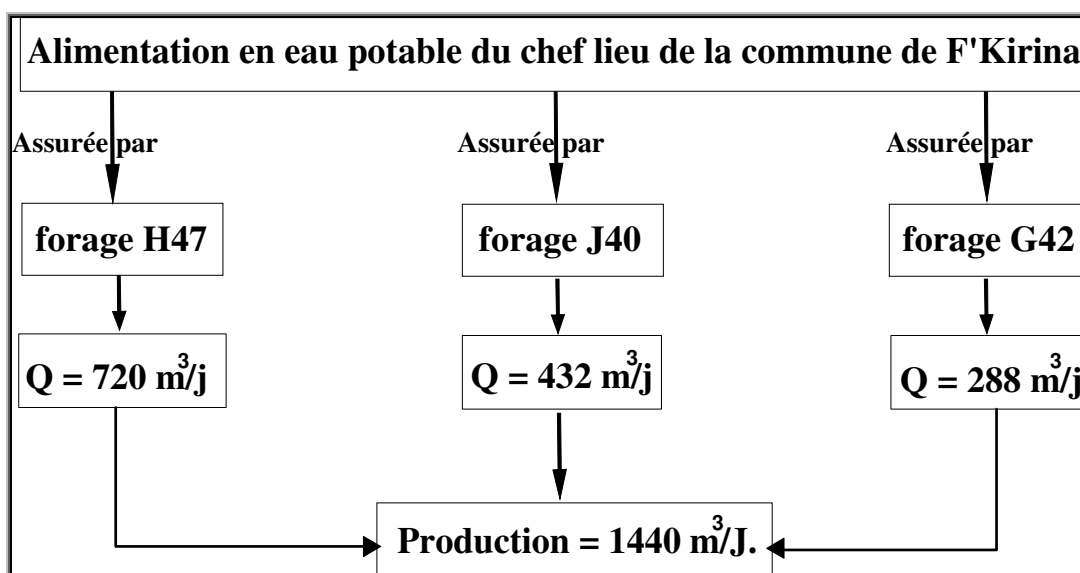 Alimentation en eau potable du chef lieu de la commune de F'Kirina
Assurée par
Assurée par
Assurée par
forage H47
forage J40
forage G42
Q = 720 m³/j
Q = 432 m³/j
Q = 288 m³/j
Production = 1440 m³/J.